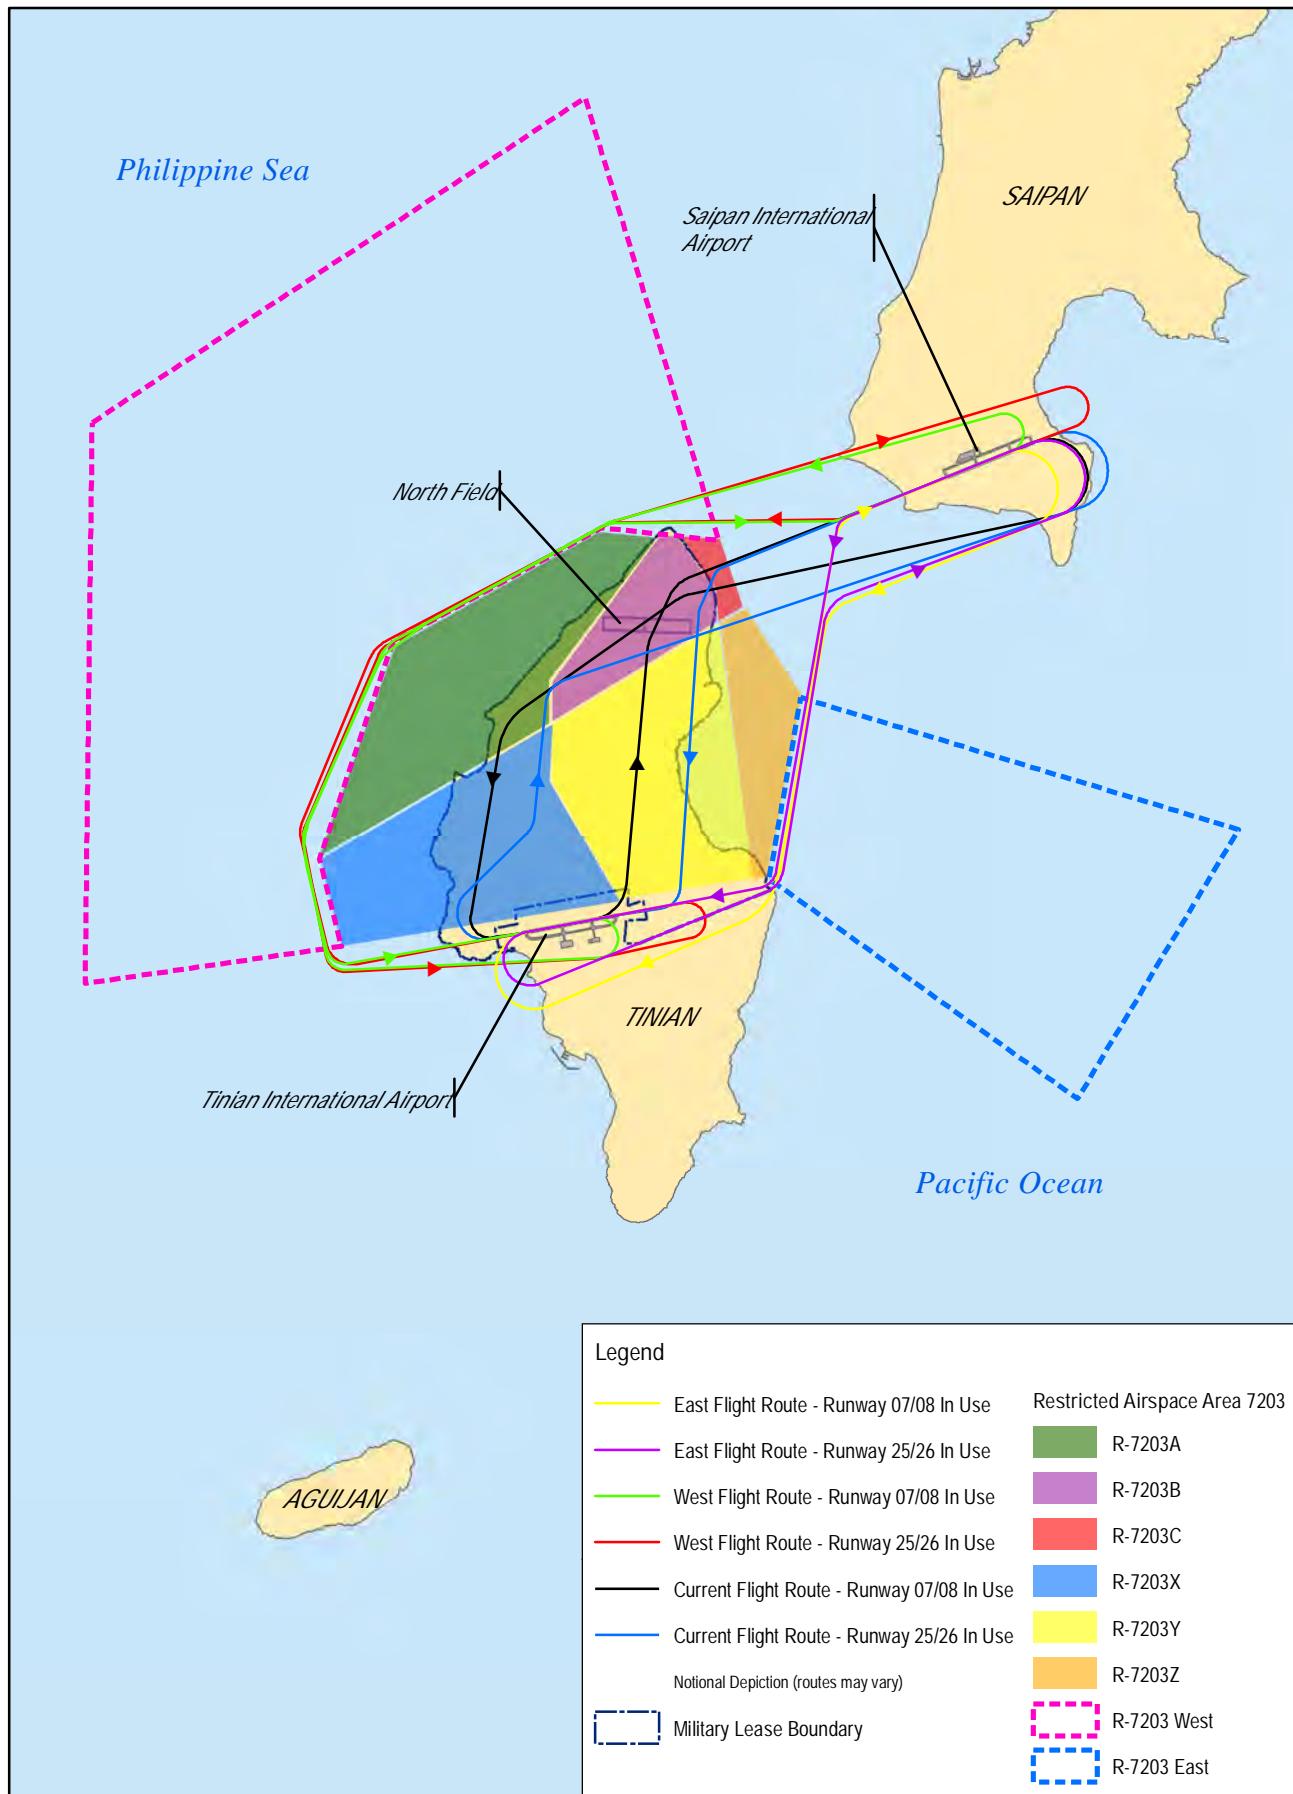 Philippine Sea
SAIPAN
Saipan International
Airport
North Field
TINIAN
Tinian International Airport
Pacific Ocean
AGUIJAN
Legend
East Flight Route - Runway 07/08 In Use
East Flight Route - Runway 25/26 In Use
West Flight Route - Runway 07/08 In Use
West Flight Route - Runway 25/26 In Use
Current Flight Route - Runway 07/08 In Use
Current Flight Route - Runway 25/26 In Use
Notional Depiction (routes may vary)
Military Lease Boundary
Restricted Airspace Area 7203
R-7203A
R-7203B
R-7203C
R-7203X
R-7203Y
R-7203Z
R-7203 West
R-7203 East